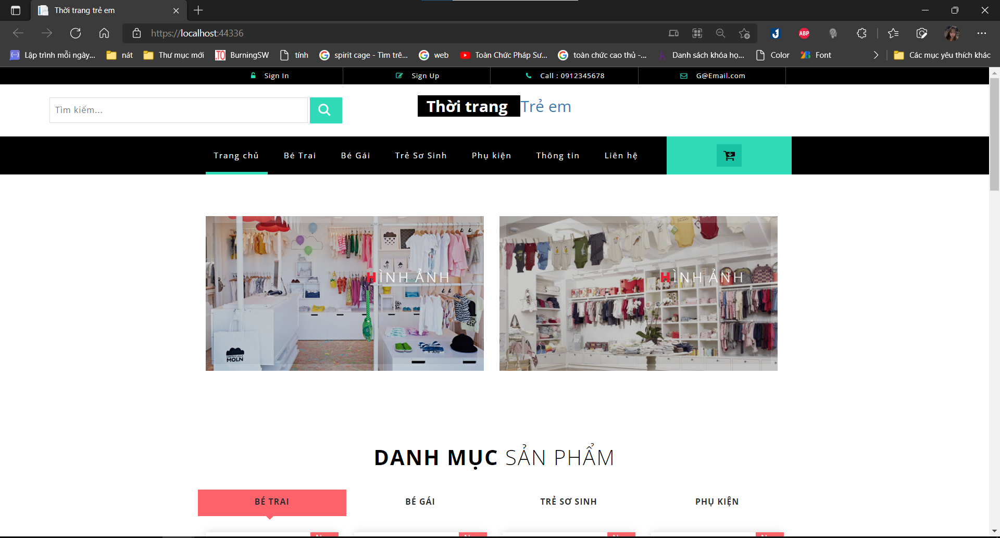 Thời trang trẻ em
https://localhost:44336
ABP
Lập trình mỗi ngày...
nát
Thư mục mới
.TO BurningSW
tính
spirit cage - Tìm trê...
web
Toàn Chức Pháp Sư...
toàn chức cao thủ -...
Danh sách khóa họ...
Color
Font
Các mục yêu thích khác
Sign In
Sign Up
Call : 0912345678
G@Email.com
Tìm kiếm...
Thời trang Trẻ em
Trang chủ
Bé Trai
Bé Gái
Trẻ Sơ Sinh
Phụ kiện
Thông tin
Liên hệ
HÌNH ẢNH
HÌNH ẢNH
MOLN
DANH MỤC SẢN PHẨM
BÉ TRAI
BÉ GÁI
TRẺ SƠ SINH
PHỤ KIỆN